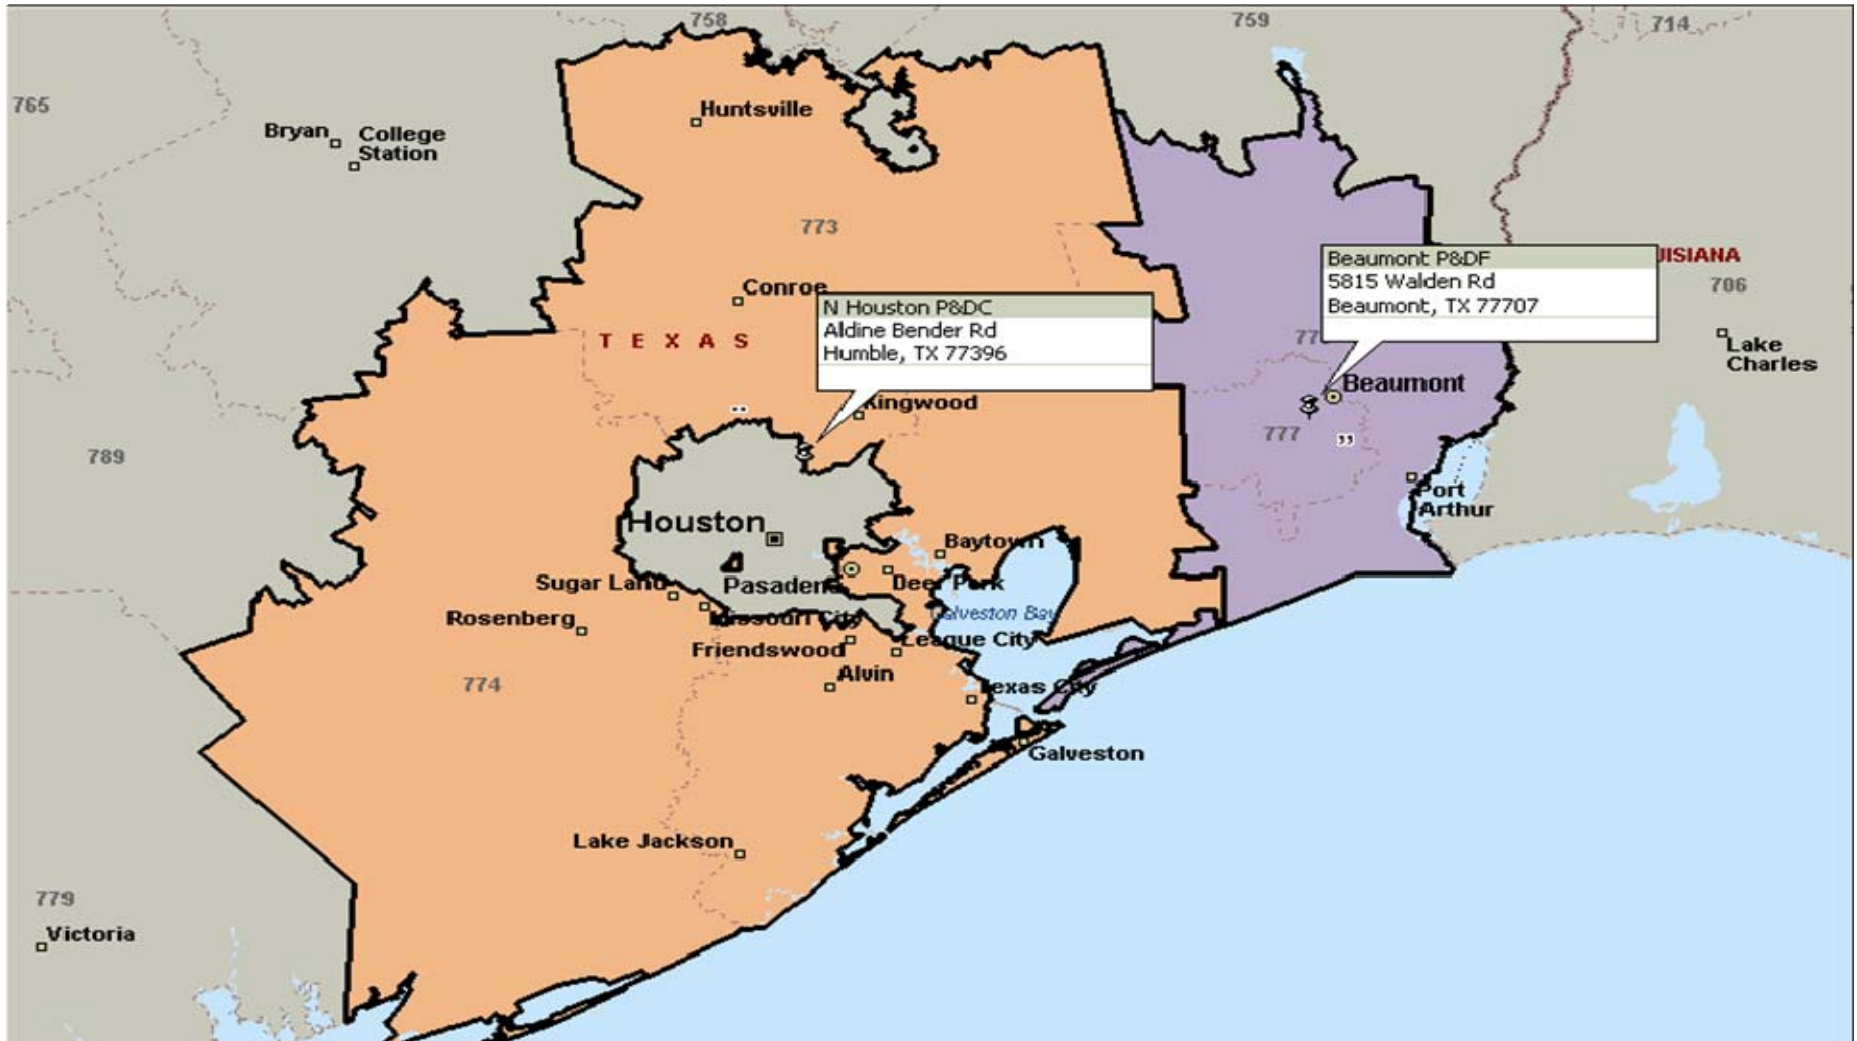 758
759
714
765
Huntsville
Bryan
College
Station
773
JISIANA
706
Beaumont P&DF
5815 Walden Rd
Beaumont, TX 77707
Conroe
N Houston P&DC
Aldine Bender Rd
Humble, TX 77396
TEXAS
Lake
Charles
Beaumont
Kingwood
777
789
Port
Arthur
Houston
Baytown
Sugar Land
Pasadena
Deer Park
Rosenberg
Missouri City
Galveston Bay
Friendswood
League City
Alvin
774
Texas City
Galveston
Lake Jackson
779
Victoria